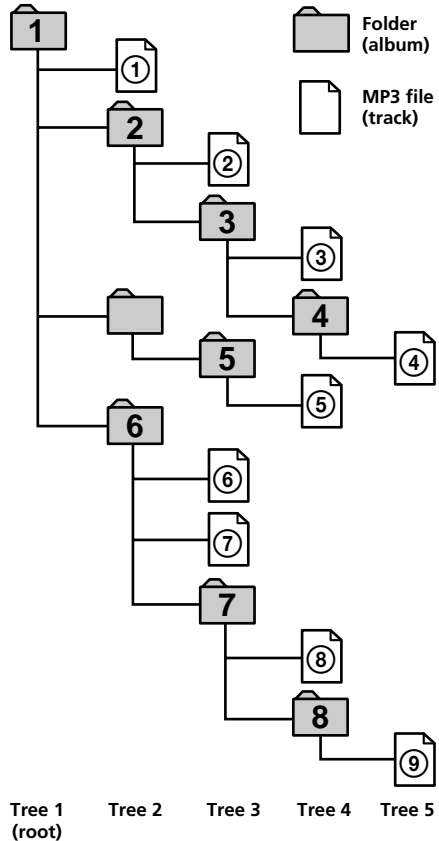 1
Folder
(album)
①
MP3 file
(track)
2
②
3
③
4
④
5
⑤
6
⑥
⑦
7
⑧
8
⑨
Tree 1 Tree 2 Tree 3 Tree 4 Tree 5
(root)